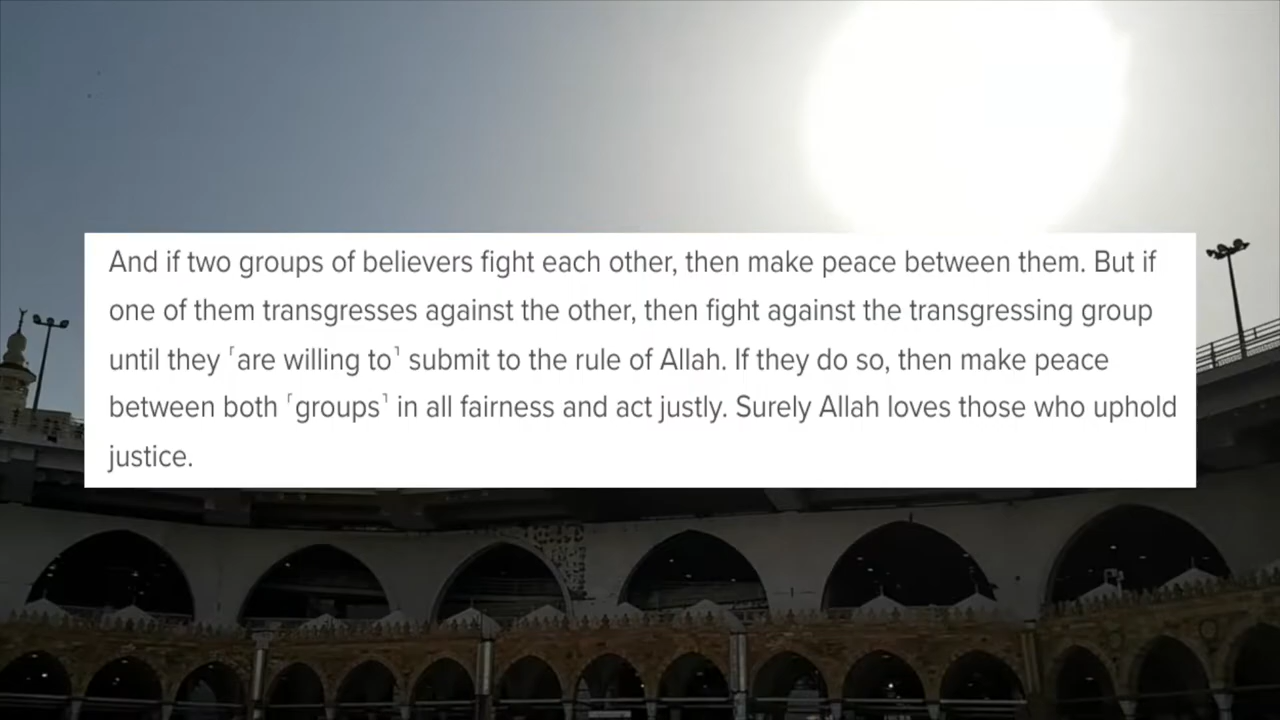 And if two groups of believers fight each other, then make peace between them. But if
one of them transgresses against the other, then fight against the transgressing group
until they ˹are willing to˺ submit to the rule of Allah. If they do so, then make peace
between both ˹groups˺ in all fairness and act justly. Surely Allah loves those who uphold
justice.